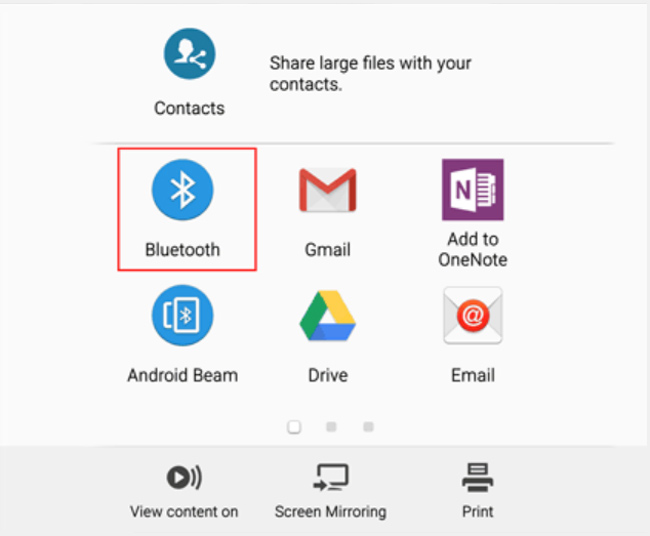 Share large files with your
contacts.
Contacts
Bluetooth
Gmail
N
Add to
OneNote
Android Beam
Drive
@
Email
View content on
Screen Mirroring
Print